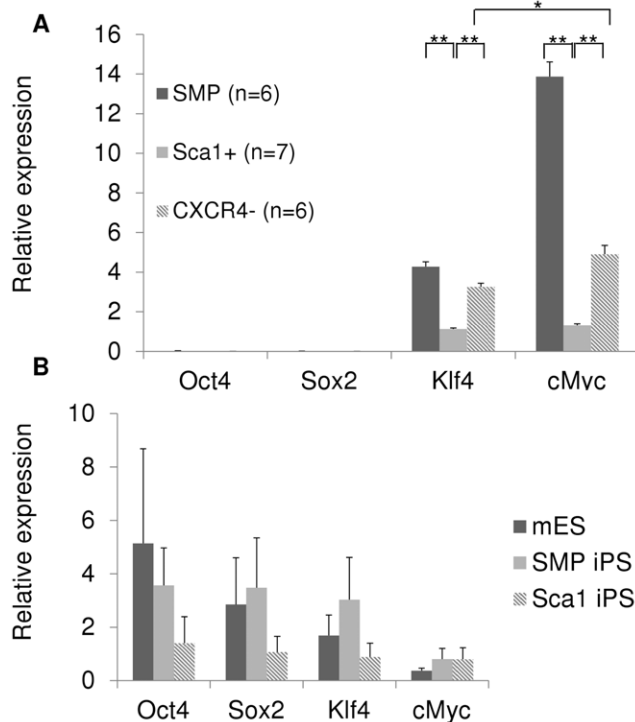 A
*
** **
** **
16
14
12
10
8
6
4
2
0
Relative expression
SMP (n=6)
Sca1+ (n=7)
CXCR4- (n=6)
Oct4 Sox2 Klf4 cMyc
B
10
8
6
4
2
0
Relative expression
mES
SMP iPS
Sca1 iPS
Oct4 Sox2 Klf4 cMyc